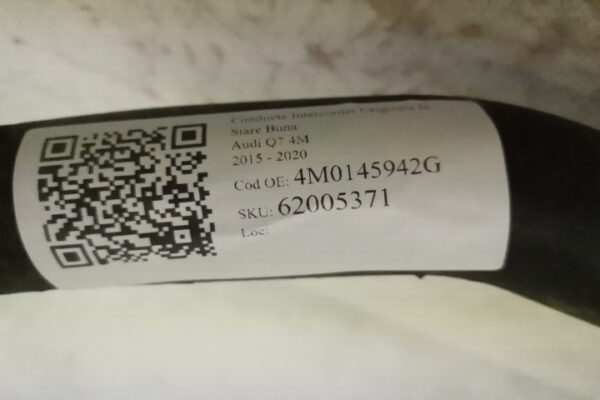 Conducta Intercooler Originala In
Stare Buna
Audi Q7 4M
2015 - 2020
Cod OE: 4M0145942G
SKU: 62005371
Loc: